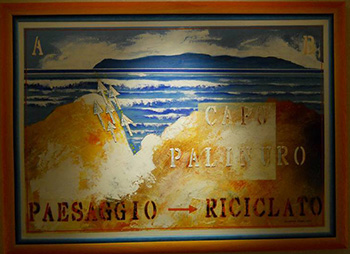 A B
CAPO
PALINURO
PAESAGGIO → RICICLATO